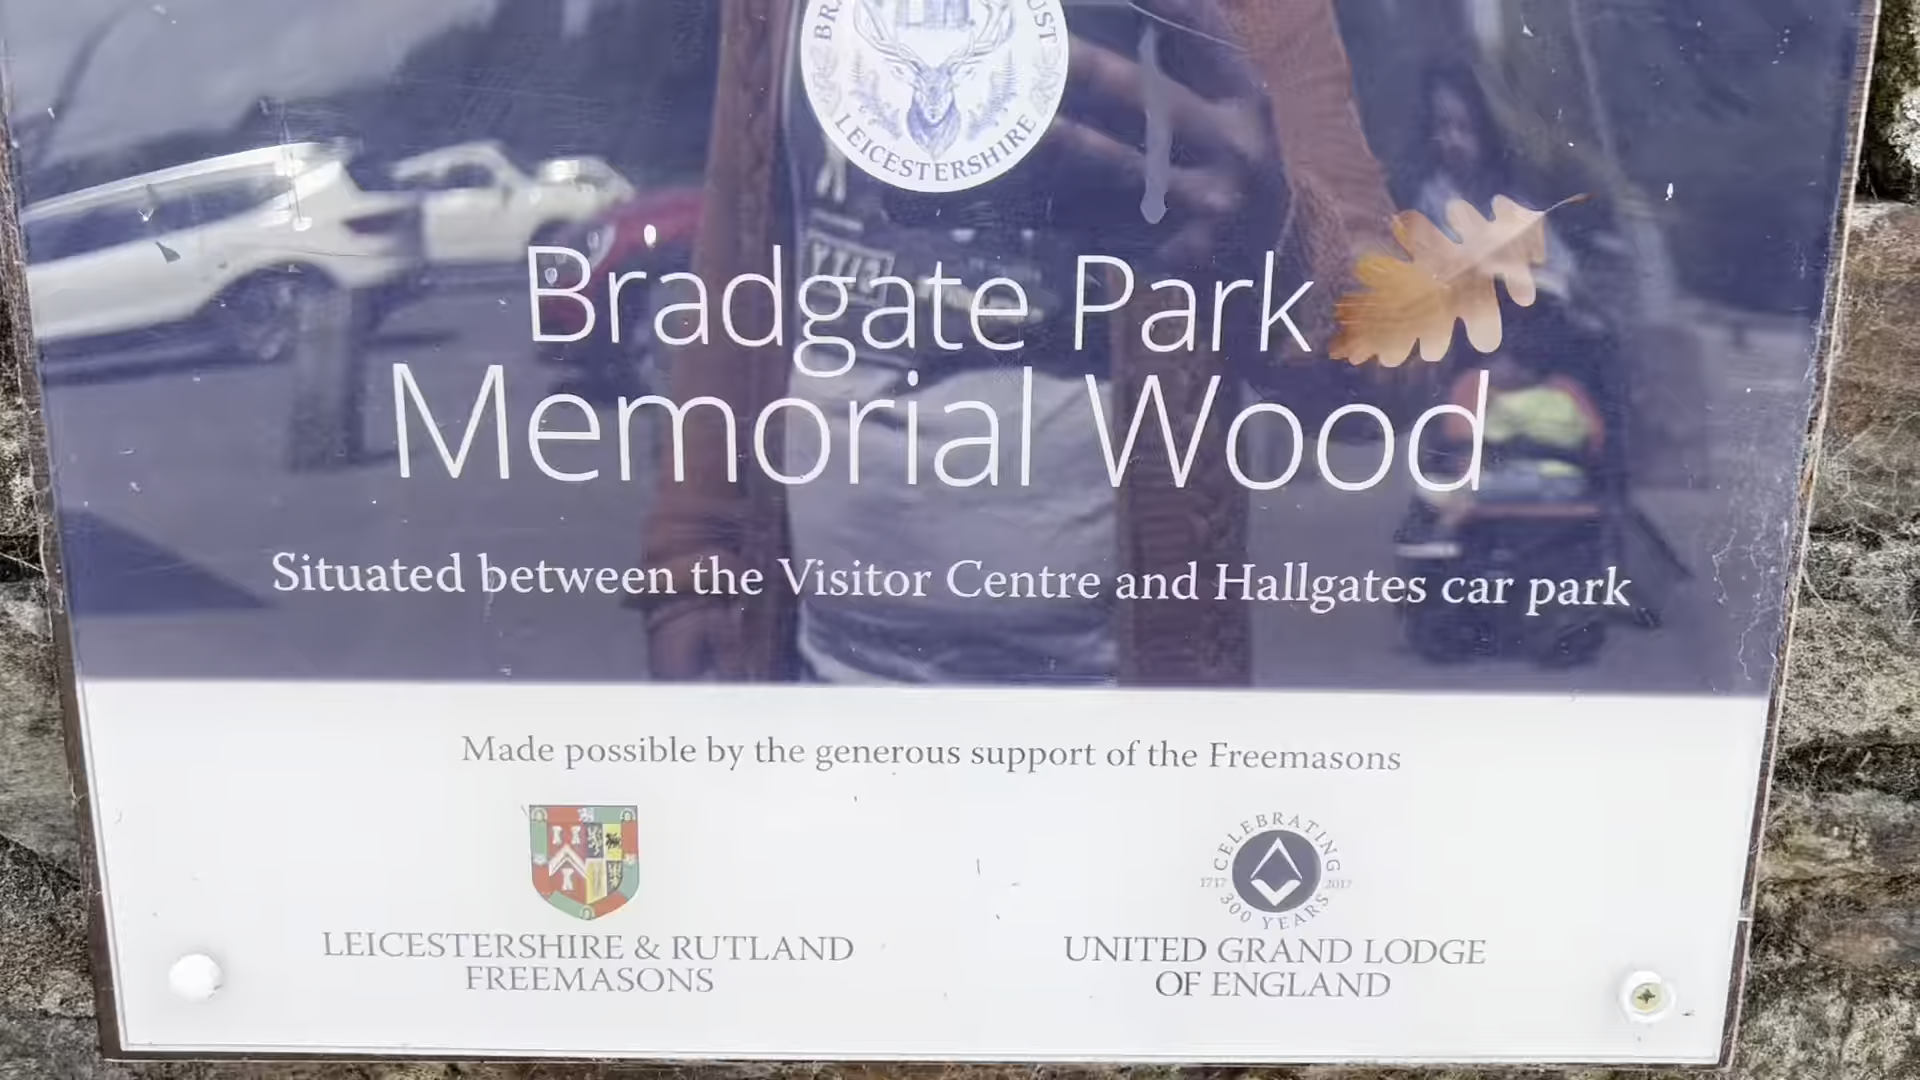 LEICESTERSHIRE
Bradgate Park
Memorial Wood
Situated between the Visitor Centre and Hallgates car park
Made possible by the generous support of the Freemasons
CELEBRATING
1717 2017
300 YEARS
LEICESTERSHIRE & RUTLAND
FREEMASONS
UNITED GRAND LODGE
OF ENGLAND